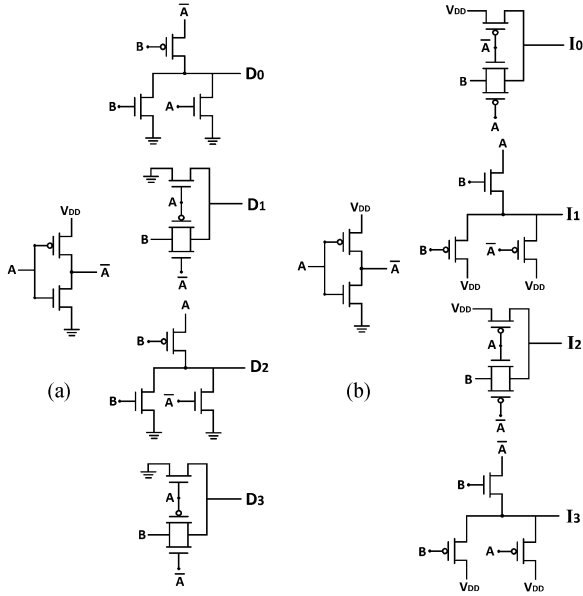 A̅
B
D0
B A
A D1
B
A̅
VDD
A A̅
A
B
D2
B A̅
(a)
A D3
B
A̅
VDD
I0
A̅
B
A
A
B
I1
B A̅
VDD VDD
VDD
A A̅
VDD
A I2
B
A̅
(b)
A̅
B
I3
B A
VDD VDD